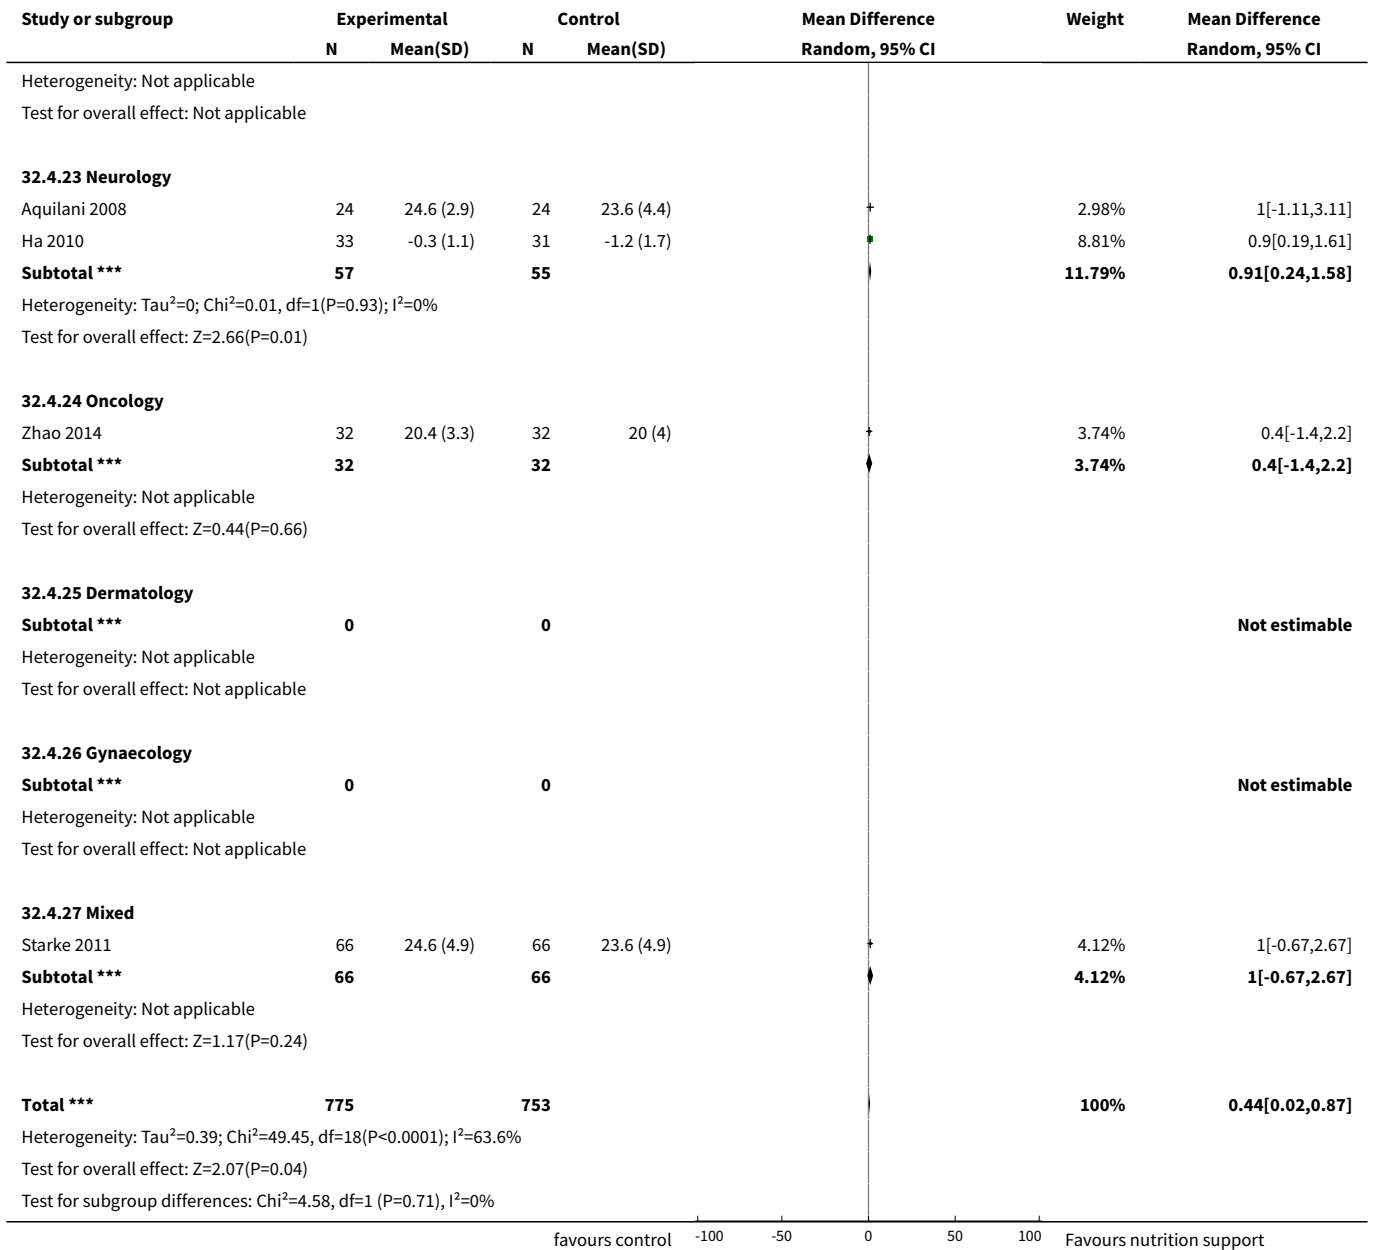 Study or subgroup Experimental Control Mean Difference Weight Mean Difference
N Mean(SD) N Mean(SD) Random, 95% CI Random, 95% CI
Heterogeneity: Not applicable
Test for overall effect: Not applicable
32.4.23 Neurology
Aquilani 2008 24 24.6 (2.9) 24 23.6 (4.4) 2.98% 1[-1.11,3.11]
Ha 2010 33 -0.3 (1.1) 31 -1.2 (1.7) 8.81% 0.9[0.19,1.61]
Subtotal *** 57 55 11.79% 0.91[0.24,1.58]
Heterogeneity: Tau²=0; Chi²=0.01, df=1(P=0.93); I²=0%
Test for overall effect: Z=2.66(P=0.01)
32.4.24 Oncology
Zhao 2014 32 20.4 (3.3) 32 20 (4) 3.74% 0.4[-1.4,2.2]
Subtotal *** 32 32 3.74% 0.4[-1.4,2.2]
Heterogeneity: Not applicable
Test for overall effect: Z=0.44(P=0.66)
32.4.25 Dermatology
Subtotal *** 0 0 Not estimable
Heterogeneity: Not applicable
Test for overall effect: Not applicable
32.4.26 Gynaecology
Subtotal *** 0 0 Not estimable
Heterogeneity: Not applicable
Test for overall effect: Not applicable
32.4.27 Mixed
Starke 2011 66 24.6 (4.9) 66 23.6 (4.9) 4.12% 1[-0.67,2.67]
Subtotal *** 66 66 4.12% 1[-0.67,2.67]
Heterogeneity: Not applicable
Test for overall effect: Z=1.17(P=0.24)
Total *** 775 753 100% 0.44[0.02,0.87]
Heterogeneity: Tau²=0.39; Chi²=49.45, df=18(P<0.0001); I²=63.6%
Test for overall effect: Z=2.07(P=0.04)
Test for subgroup differences: Chi²=4.58, df=1 (P=0.71), I²=0%
favours control -100 -50 0 50 100 Favours nutrition support